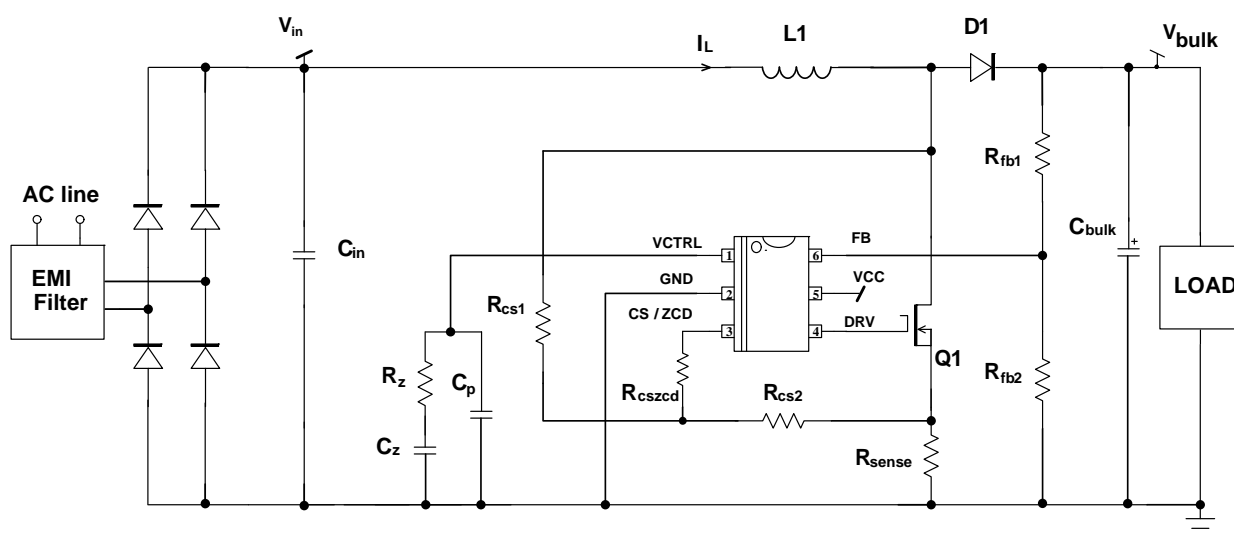 Vin
IL
L1
D1
Vbulk
Rfb1
AC line
EMI
Filter
Cin
VCTRL
1
GND
2
CS / ZCD
3
FB
6
VCC
5
DRV
4
Cbulk
+
LOAD
Rcs1
Q1
Rz
Cp
Rcszcd
Rcs2
Rfb2
Cz
Rsense